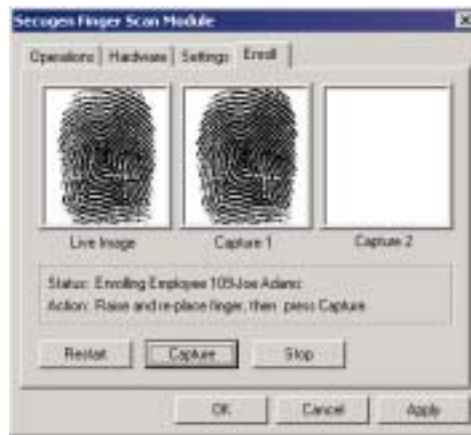 Secogen Finger Scan Module
Operations Hardware Settings Enroll
Live Image Capture 1 Capture 2
Status: Enrolling Employee 109-Joe Adams
Action: Raise and re-place finger, then press Capture
Restart Capture Stop
OK Cancel Apply